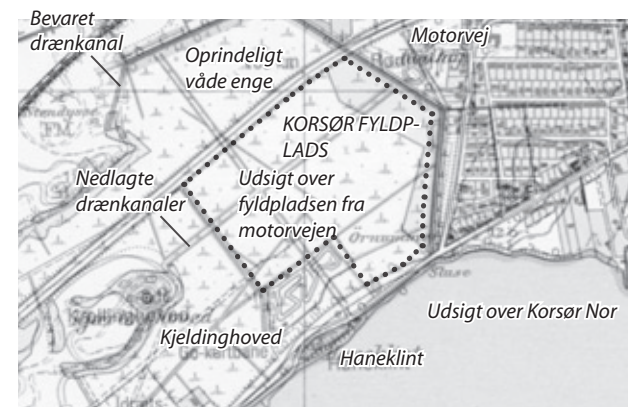 Bevaret
drænkanal
Oprindeligt
våde enge
Motorvej
KORSØR FYLDP-
LADS
Udsigt over
fyldpladsen fra
motorvejen
Nedlagte
drænkanaler
Sluse
Udsigt over Korsør Nor
Kjeldinghoved
Haneklint